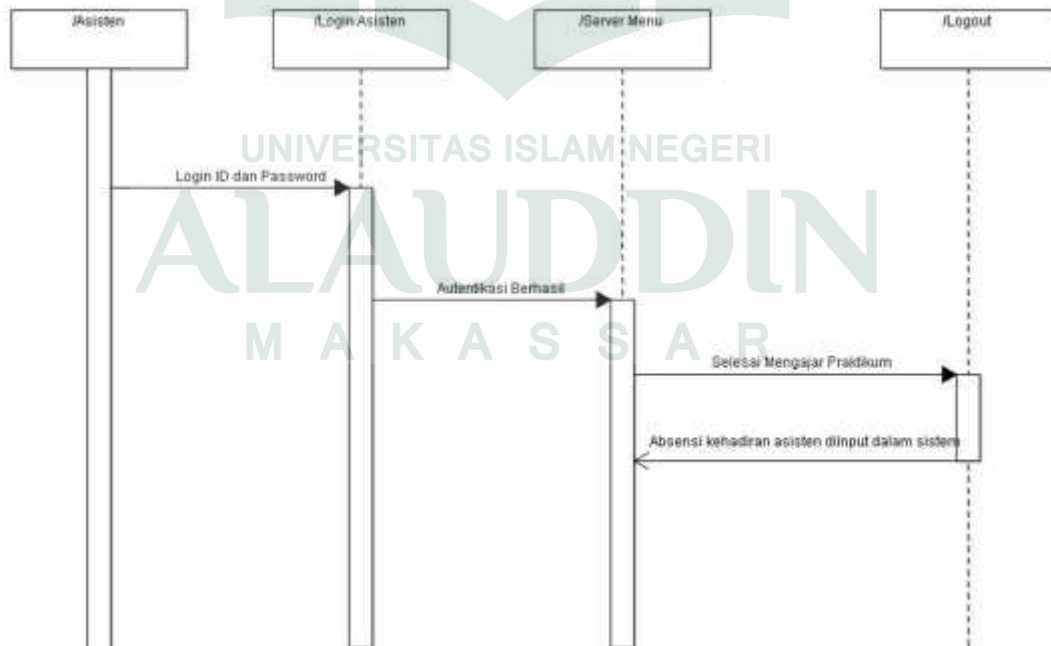 /Asisten
/Login Asisten
/Server Menu
/Logout
UNIVERSITAS ISLAM NEGERI
Login ID dan Password
ALAUDDIN
Autentikasi Berhasil
MAKASSAR
Selesai Mengajar Praktikum
Absensi kehadiran asisten diinput dalam sistem